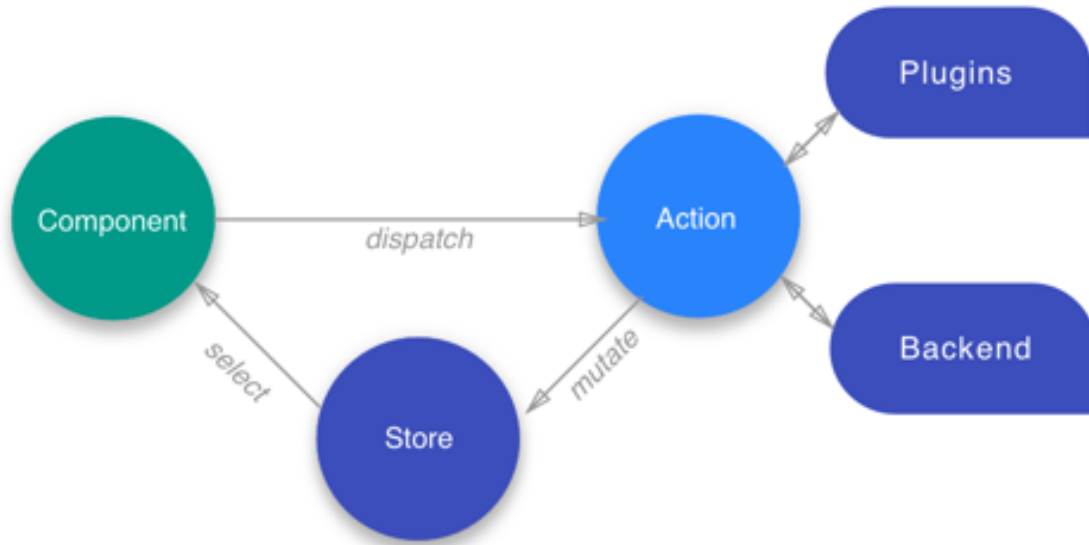 Plugins
Component
Action
dispatch
select
mutate
Backend
Store